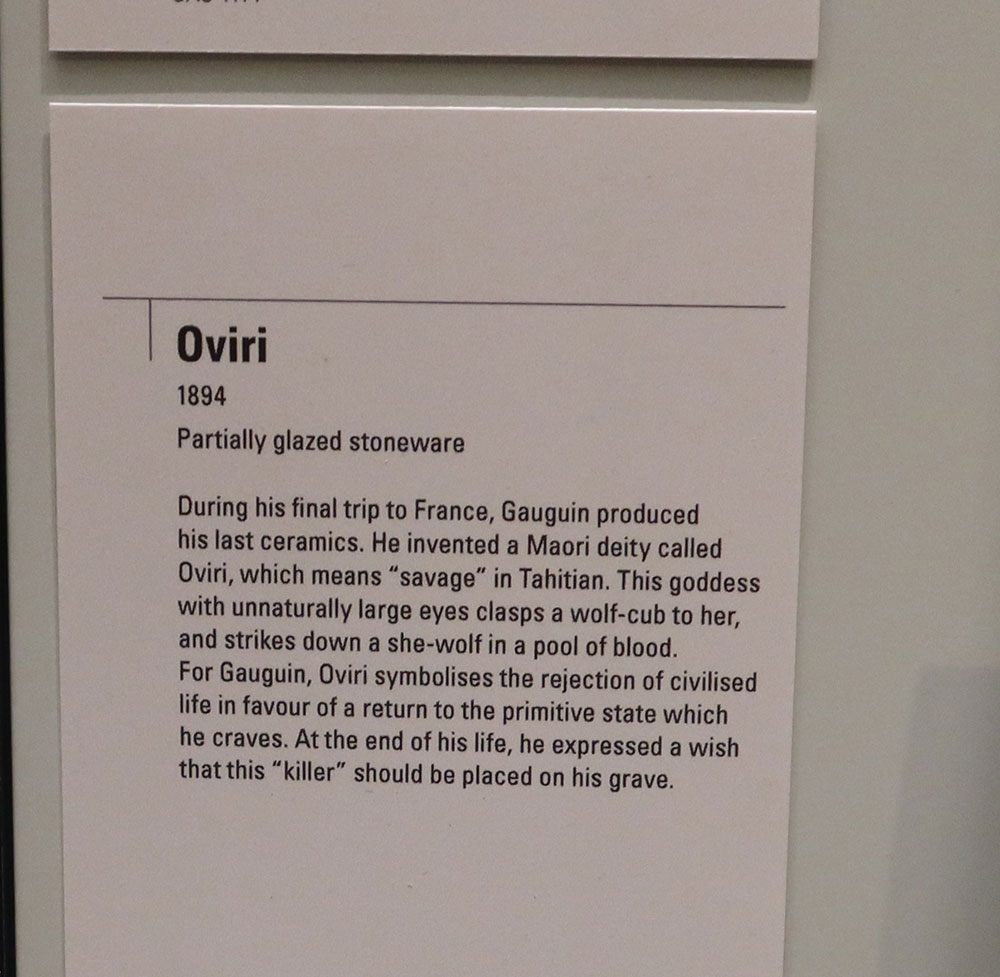 Oviri
1894
Partially glazed stoneware
During his final trip to France, Gauguin produced
his last ceramics. He invented a Maori deity called
Oviri, which means “savage” in Tahitian. This goddess
with unnaturally large eyes clasps a wolf-cub to her,
and strikes down a she-wolf in a pool of blood.
For Gauguin, Oviri symbolises the rejection of civilised
life in favour of a return to the primitive state which
he craves. At the end of his life, he expressed a wish
that this “killer” should be placed on his grave.